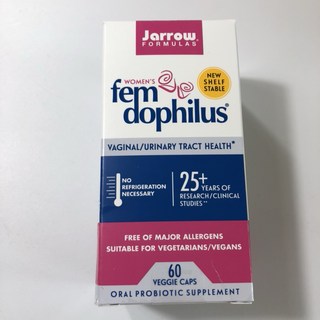 Jarrow
FORMULAS®
WOMEN'S
fem
dophilus®
NEW
SHELF
STABLE
VAGINAL/URINARY TRACT HEALTH*
NO
REFRIGERATION
NECESSARY
25+ YEARS OF
RESEARCH/CLINICAL
STUDIES**
FREE OF MAJOR ALLERGENS
SUITABLE FOR VEGETARIANS/VEGANS
60
VEGGIE CAPS
ORAL PROBIOTIC SUPPLEMENT